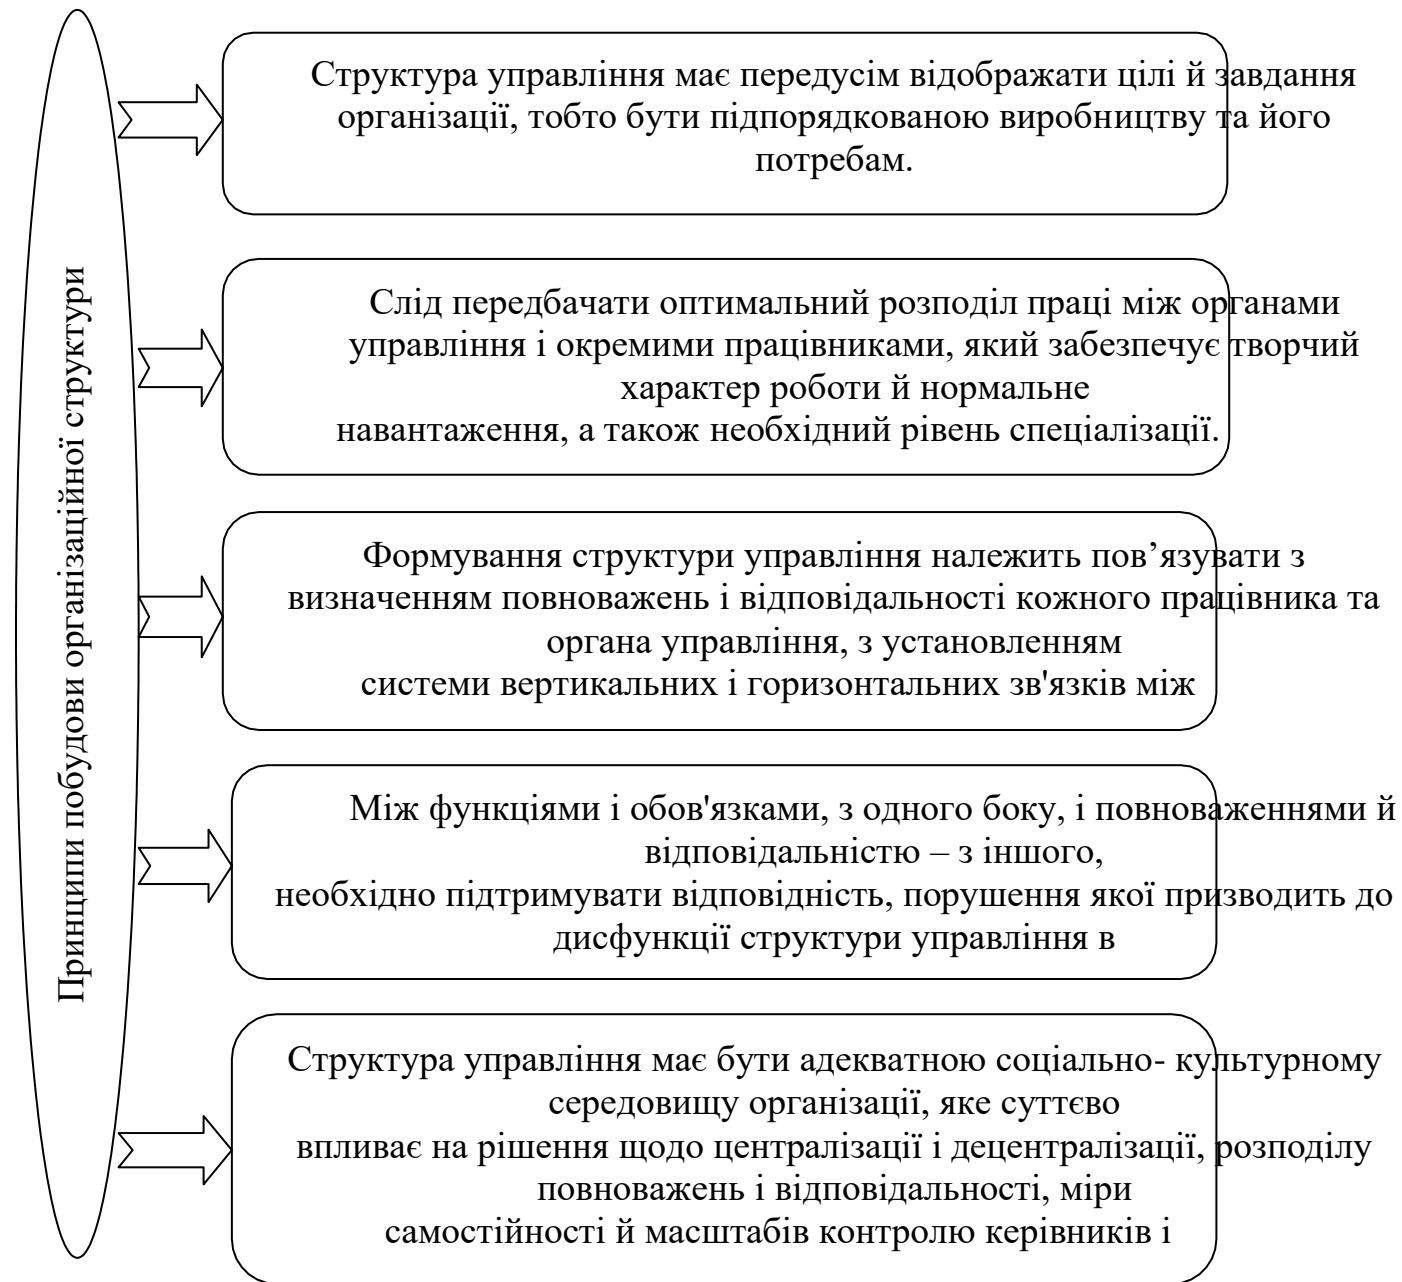 Принципи побудови організаційної структури
Структура управління має передусім відображати цілі й завдання
організації, тобто бути підпорядкованою виробництву та його
потребам.
Слід передбачати оптимальний розподіл праці між органами
управління і окремими працівниками, який забезпечує творчий
характер роботи й нормальне
навантаження, а також необхідний рівень спеціалізації.
Формування структури управління належить пов’язувати з
визначенням повноважень і відповідальності кожного працівника та
органа управління, з установленням
системи вертикальних і горизонтальних зв'язків між
Між функціями і обов'язками, з одного боку, і повноваженнями й
відповідальністю – з іншого,
необхідно підтримувати відповідність, порушення якої призводить до
дисфункції структури управління в
Структура управління має бути адекватною соціально- культурному
середовищу організації, яке суттєво
впливає на рішення щодо централізації і децентралізації, розподілу
повноважень і відповідальності, міри
самостійності й масштабів контролю керівників і